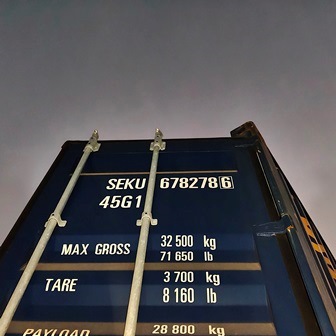 SEKU 678278 6
45G1
MAX GROSS 32 500 kg
71 650 lb
TARE 3 700 kg
8 160 lb
PAYLOAD 28 800 kg